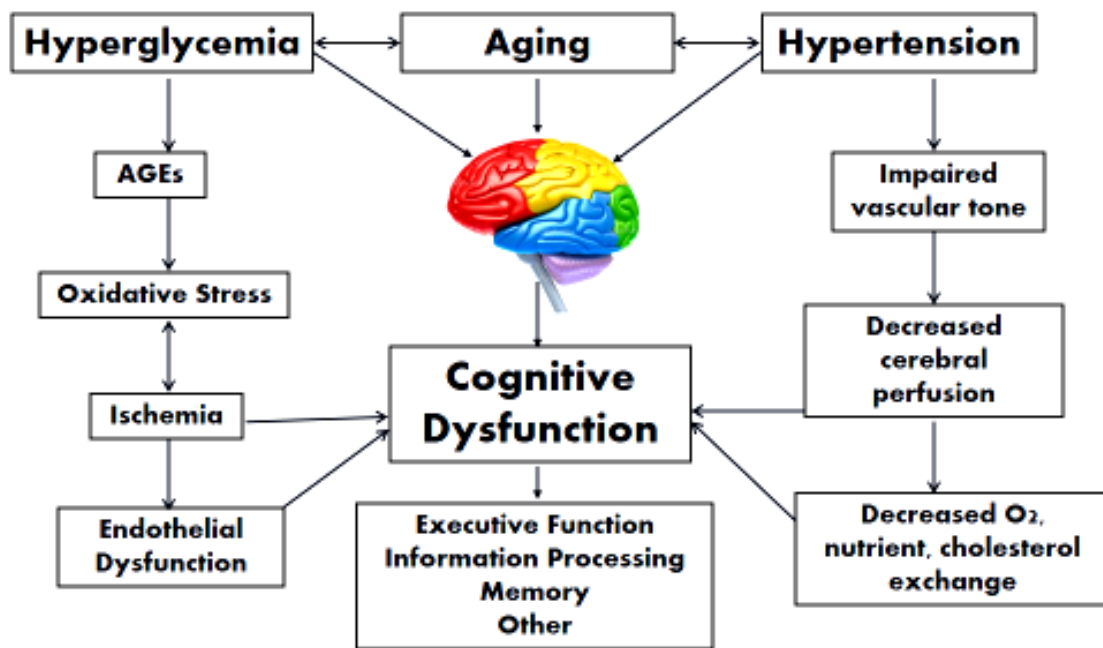 Hyperglycemia
Aging
Hypertension
AGEs
Impaired
vascular tone
Oxidative Stress
Decreased
cerebral
perfusion
Cognitive
Dysfunction
Ischemia
Endothelial
Dysfunction
Executive Function
Information Processing
Memory
Other
Decreased O₂,
nutrient, cholesterol
exchange